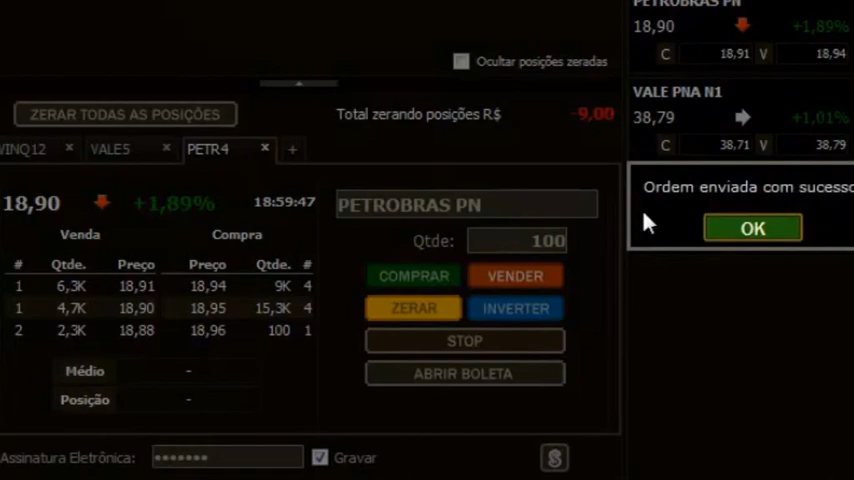 PETROBRAS PN
18,90 +1,89%
C 18,91 V 18,94
Ocultar posições zeradas
VALE PNA N1
ZERAR TODAS AS POSIÇÕES
Total zerando posições R$ -9,00
38,79 +1,01%
C 38,71 V 38,79
WINQ12 × VALE5 × PETR4 × +
Ordem enviada com sucesso
OK
18,90 +1,89% 18:59:47
PETROBRAS PN
Venda Compra
Qtde: 100
# Qtde. Preço Preço Qtde. #
1 6,3K 18,91 18,94 9K 4
1 4,7K 18,90 18,95 15,3K 4
2 2,3K 18,88 18,96 100 1
COMPRAR VENDER
ZERAR INVERTER
STOP
ABRIR BOLETA
Médio -
Posição -
Assinatura Eletrônica: ******* Gravar $